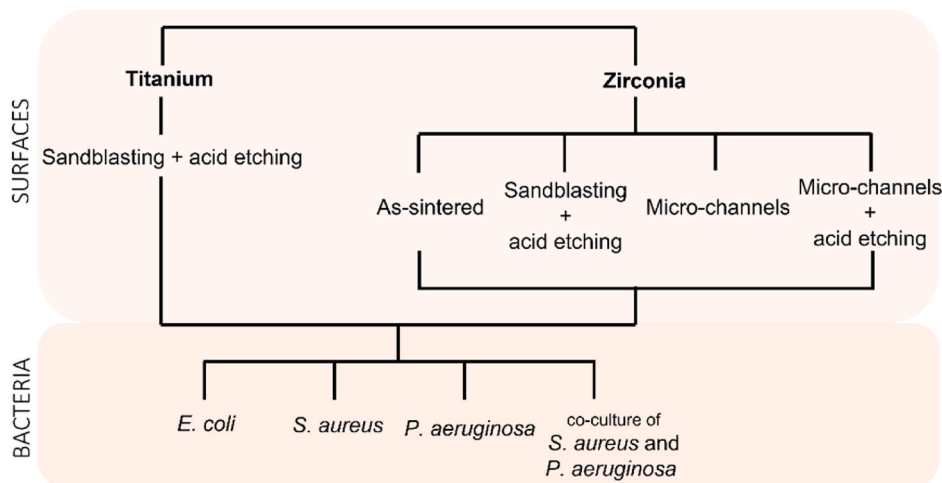 SURFACES
Titanium
Zirconia
Sandblasting + acid etching
As-sintered
Sandblasting
+
acid etching
Micro-channels
Micro-channels
+
acid etching
BACTERIA
E. coli
S. aureus
P. aeruginosa
co-culture of
S. aureus and
P. aeruginosa